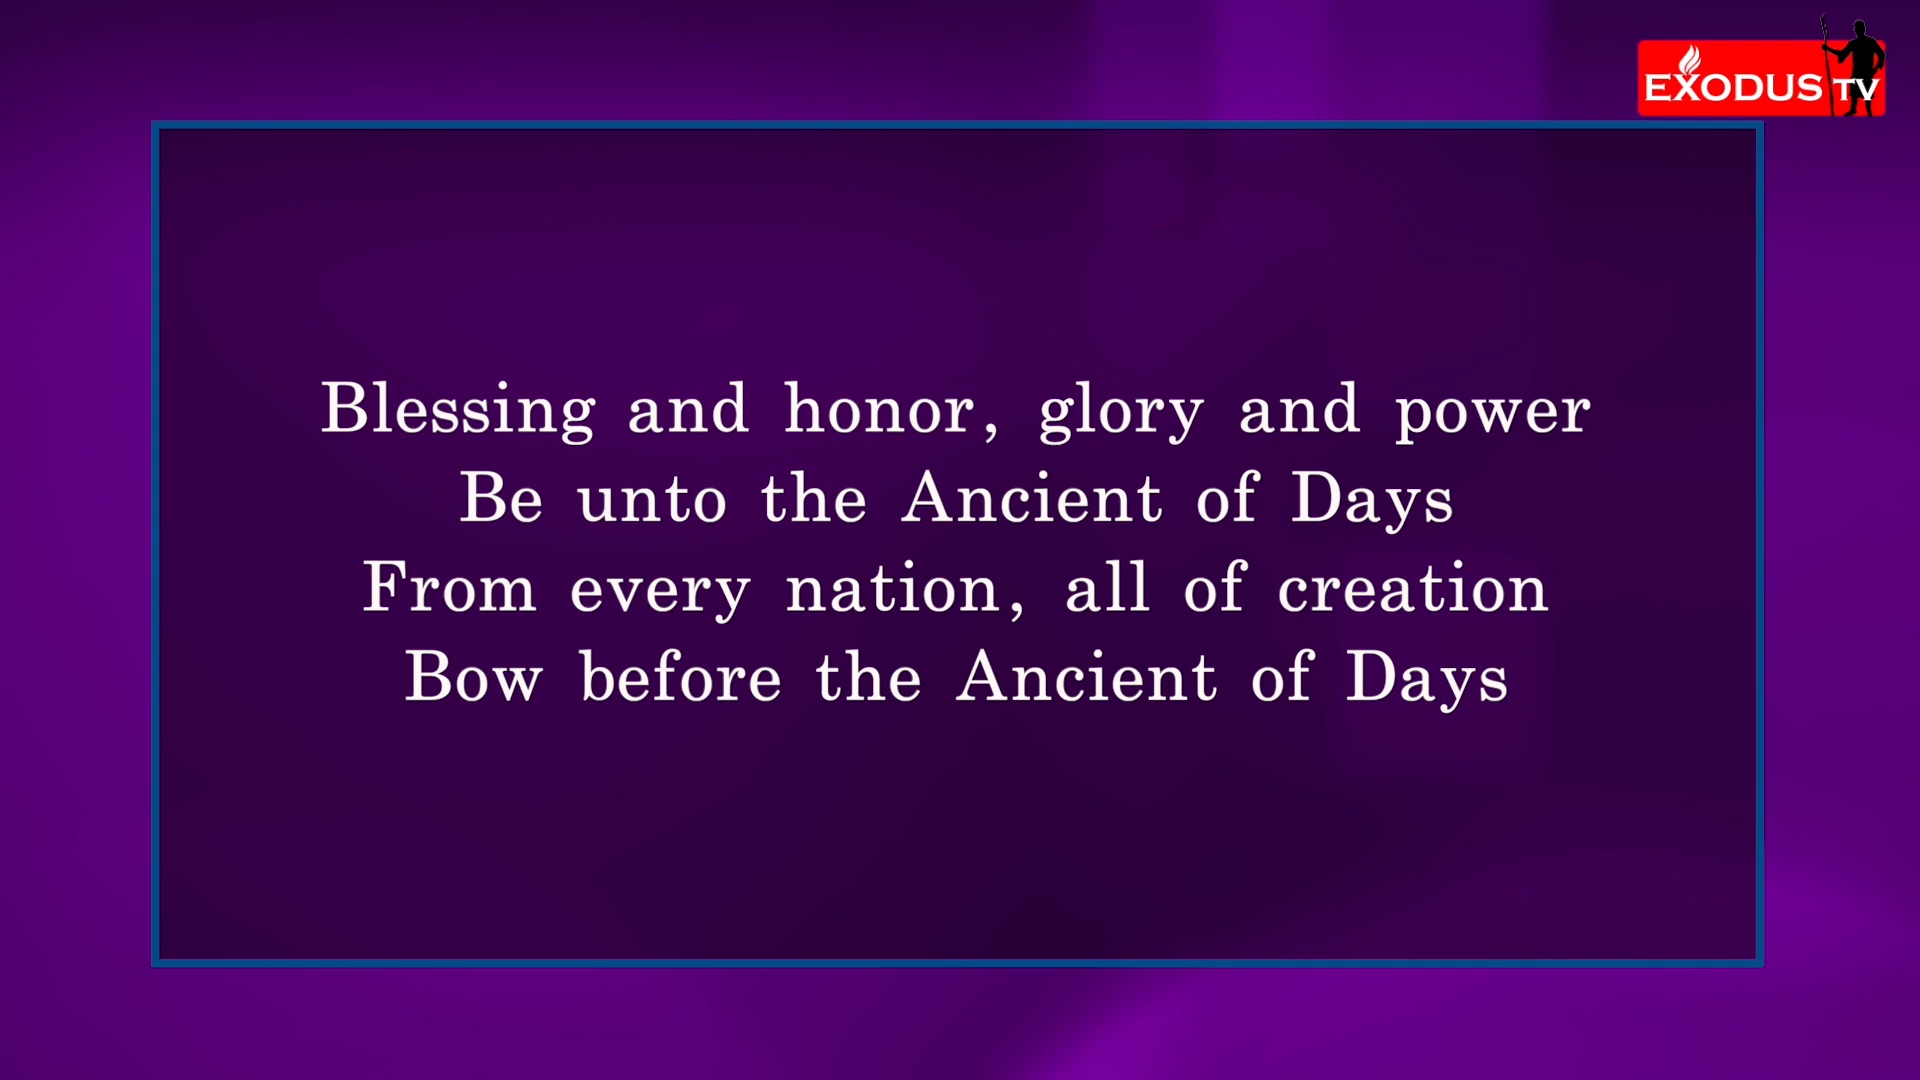 EXODUS TV
Blessing and honor, glory and power
Be unto the Ancient of Days
From every nation, all of creation
Bow before the Ancient of Days